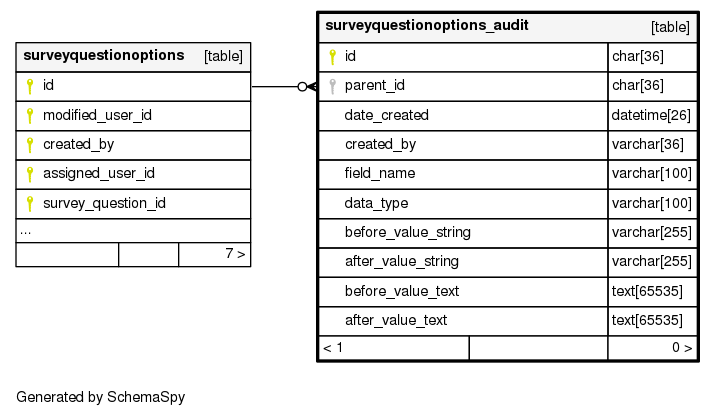 surveyquestionoptions [table]
id
modified_user_id
created_by
assigned_user_id
survey_question_id
...
7 >
surveyquestionoptions_audit [table]
id char[36]
parent_id char[36]
date_created datetime[26]
created_by varchar[36]
field_name varchar[100]
data_type varchar[100]
before_value_string varchar[255]
after_value_string varchar[255]
before_value_text text[65535]
after_value_text text[65535]
< 1 0 >
Generated by SchemaSpy